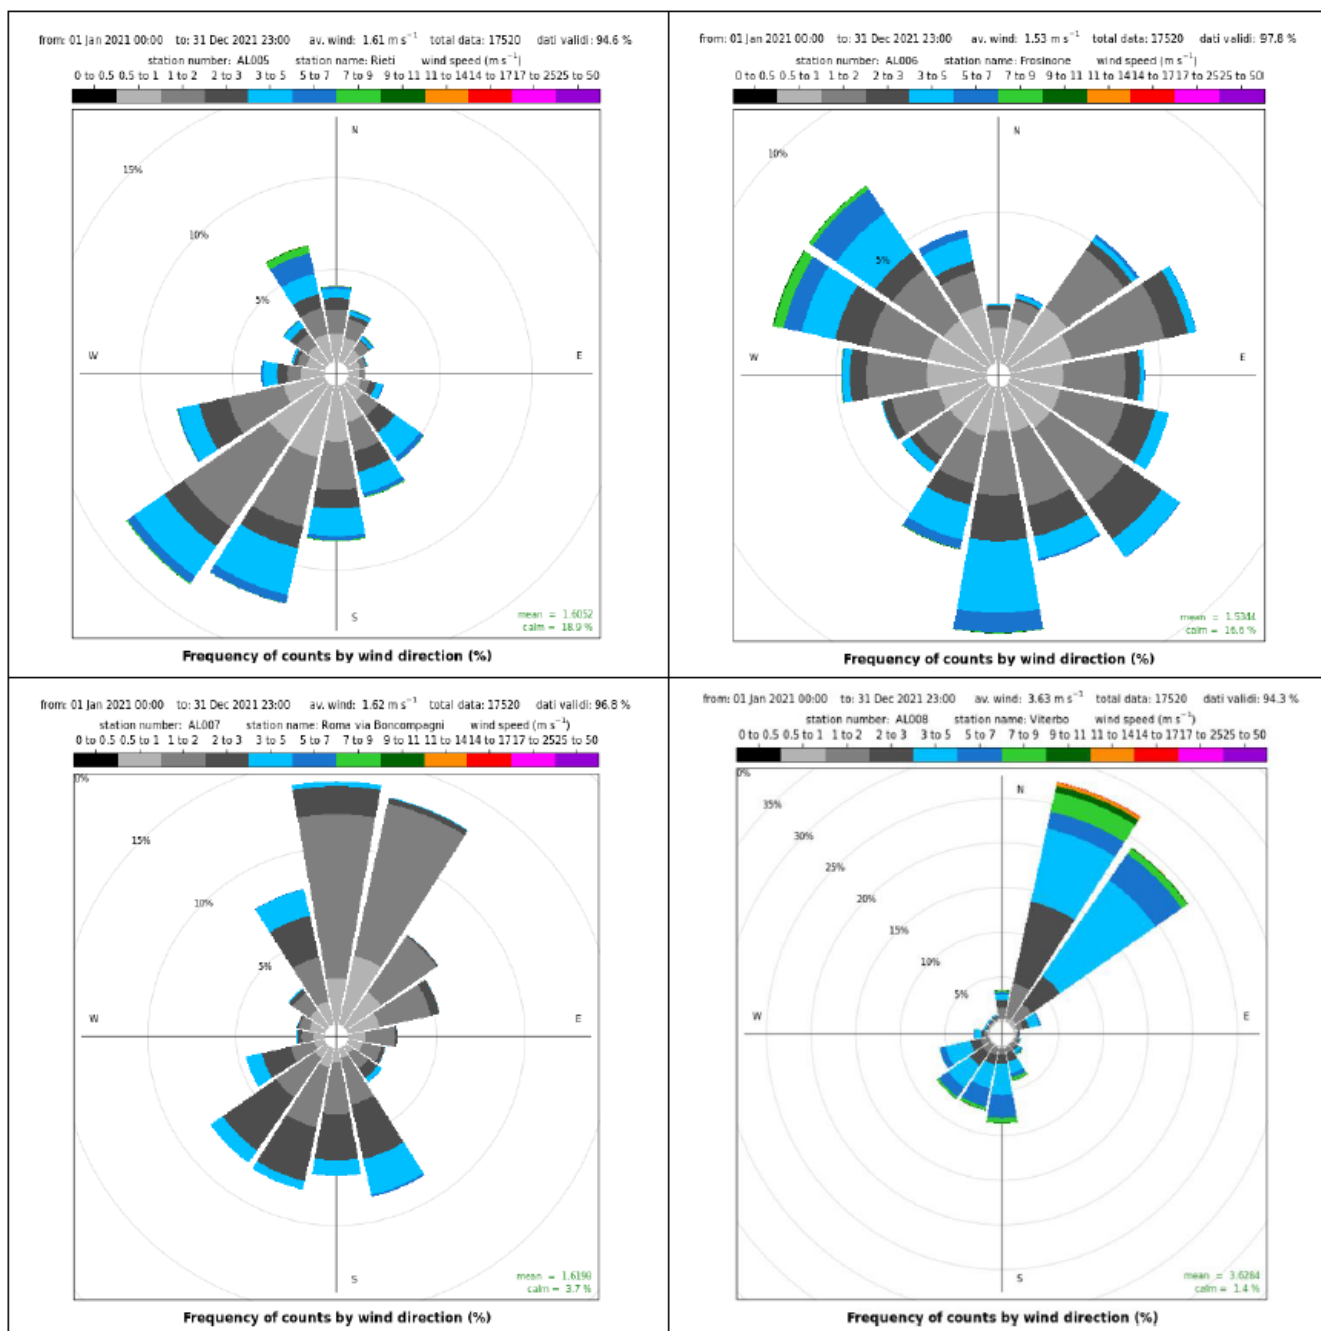 from: 01 Jan 2021 00:00 to: 31 Dec 2021 23:00 av. wind: 1.61 m s⁻¹ total data: 17520 dati validi: 94.6 %
station number: AL005 station name: Rieti wind speed (m s⁻¹)
0 to 0.5 0.5 to 1 1 to 2 2 to 3 3 to 5 5 to 7 7 to 9 9 to 11 11 to 14 14 to 17 17 to 25 25 to 50
N
15%
10%
5%
W
E
S
mean = 1.6052
calm = 18.9 %
Frequency of counts by wind direction (%)
from: 01 Jan 2021 00:00 to: 31 Dec 2021 23:00 av. wind: 1.53 m s⁻¹ total data: 17520 dati validi: 97.8 %
station number: AL006 station name: Frosinone wind speed (m s⁻¹)
0 to 0.5 0.5 to 1 1 to 2 2 to 3 3 to 5 5 to 7 7 to 9 9 to 11 11 to 14 14 to 17 17 to 25 25 to 50
N
10%
5%
W
E
S
mean = 1.5344
calm = 16.6 %
Frequency of counts by wind direction (%)
from: 01 Jan 2021 00:00 to: 31 Dec 2021 23:00 av. wind: 1.62 m s⁻¹ total data: 17520 dati validi: 96.8 %
station number: AL007 station name: Roma via Boncompagni wind speed (m s⁻¹)
0 to 0.5 0.5 to 1 1 to 2 2 to 3 3 to 5 5 to 7 7 to 9 9 to 11 11 to 14 14 to 17 17 to 25 25 to 50
0%
15%
10%
5%
W
E
S
mean = 1.6198
calm = 3.7 %
Frequency of counts by wind direction (%)
from: 01 Jan 2021 00:00 to: 31 Dec 2021 23:00 av. wind: 3.63 m s⁻¹ total data: 17520 dati validi: 94.3 %
station number: AL008 station name: Viterbo wind speed (m s⁻¹)
0 to 0.5 0.5 to 1 1 to 2 2 to 3 3 to 5 5 to 7 7 to 9 9 to 11 11 to 14 14 to 17 17 to 25 25 to 50
0%
N
35%
30%
25%
20%
15%
10%
5%
W
E
S
mean = 3.6284
calm = 1.4 %
Frequency of counts by wind direction (%)